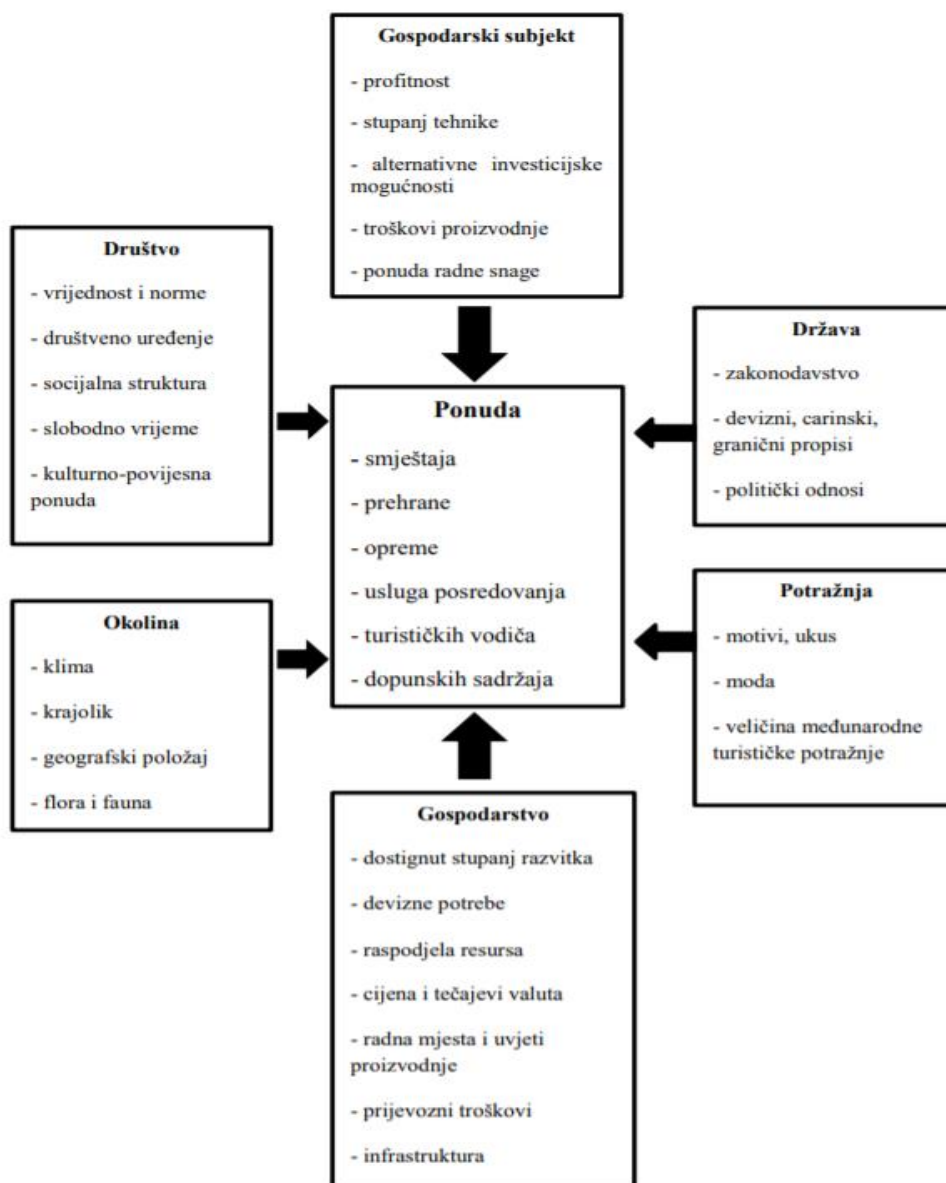 Gospodarski subjekt
- profitnost
- stupanj tehnike
- alternativne investicijske
mogućnosti
- troškovi proizvodnje
- ponuda radne snage
Društvo
- vrijednost i norme
- društveno uređenje
- socijalna struktura
- slobodno vrijeme
- kulturno-povijesna
ponuda
Ponuda
- smještaja
- prehrane
- opreme
- usluga posredovanja
- turističkih vodiča
- dopunskih sadržaja
Država
- zakonodavstvo
- devizni, carinski,
granični propisi
- politički odnosi
Okolina
- klima
- krajolik
- geografski položaj
- flora i fauna
Potražnja
- motivi, ukus
- moda
- veličina međunarodne
turističke potražnje
Gospodarstvo
- dostignut stupanj razvitka
- devizne potrebe
- raspodjela resursa
- cijena i tečajevi valuta
- radna mjesta i uvjeti
proizvodnje
- prijevozni troškovi
- infrastruktura